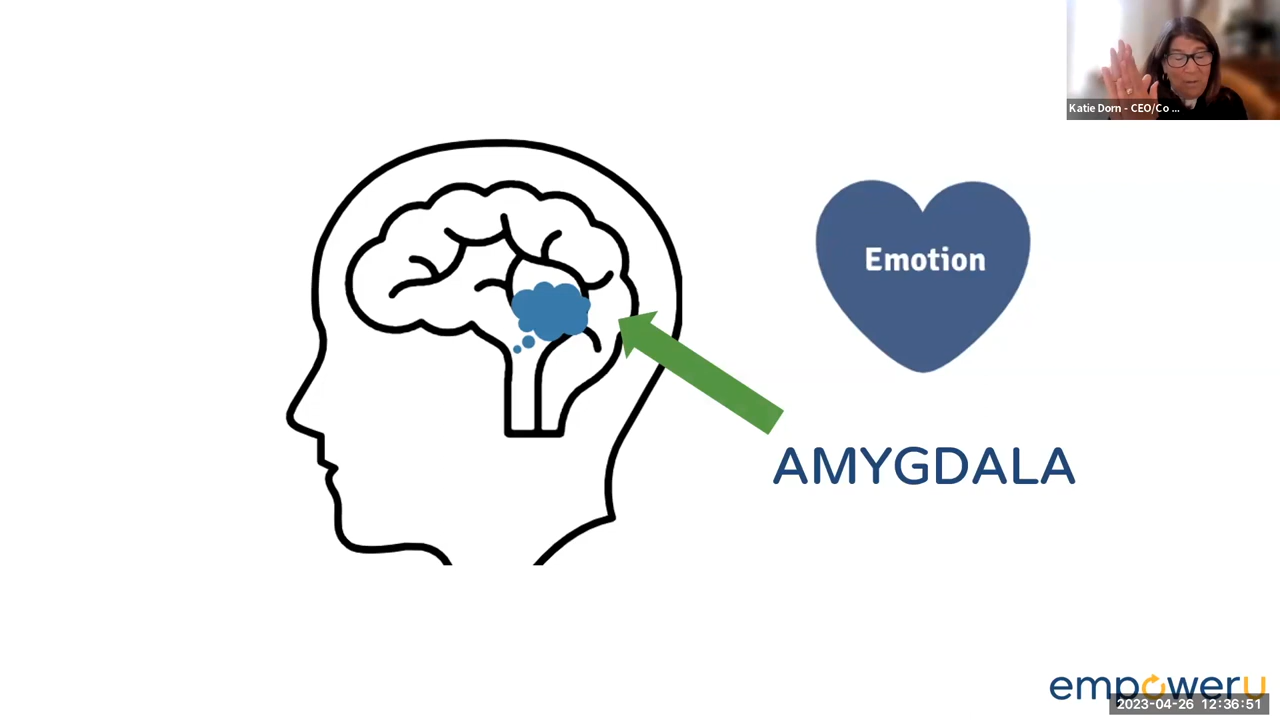 Katie Dorn - CEO/Co ...
Emotion
AMYGDALA
empoweru
2023-04-26 12:36:51